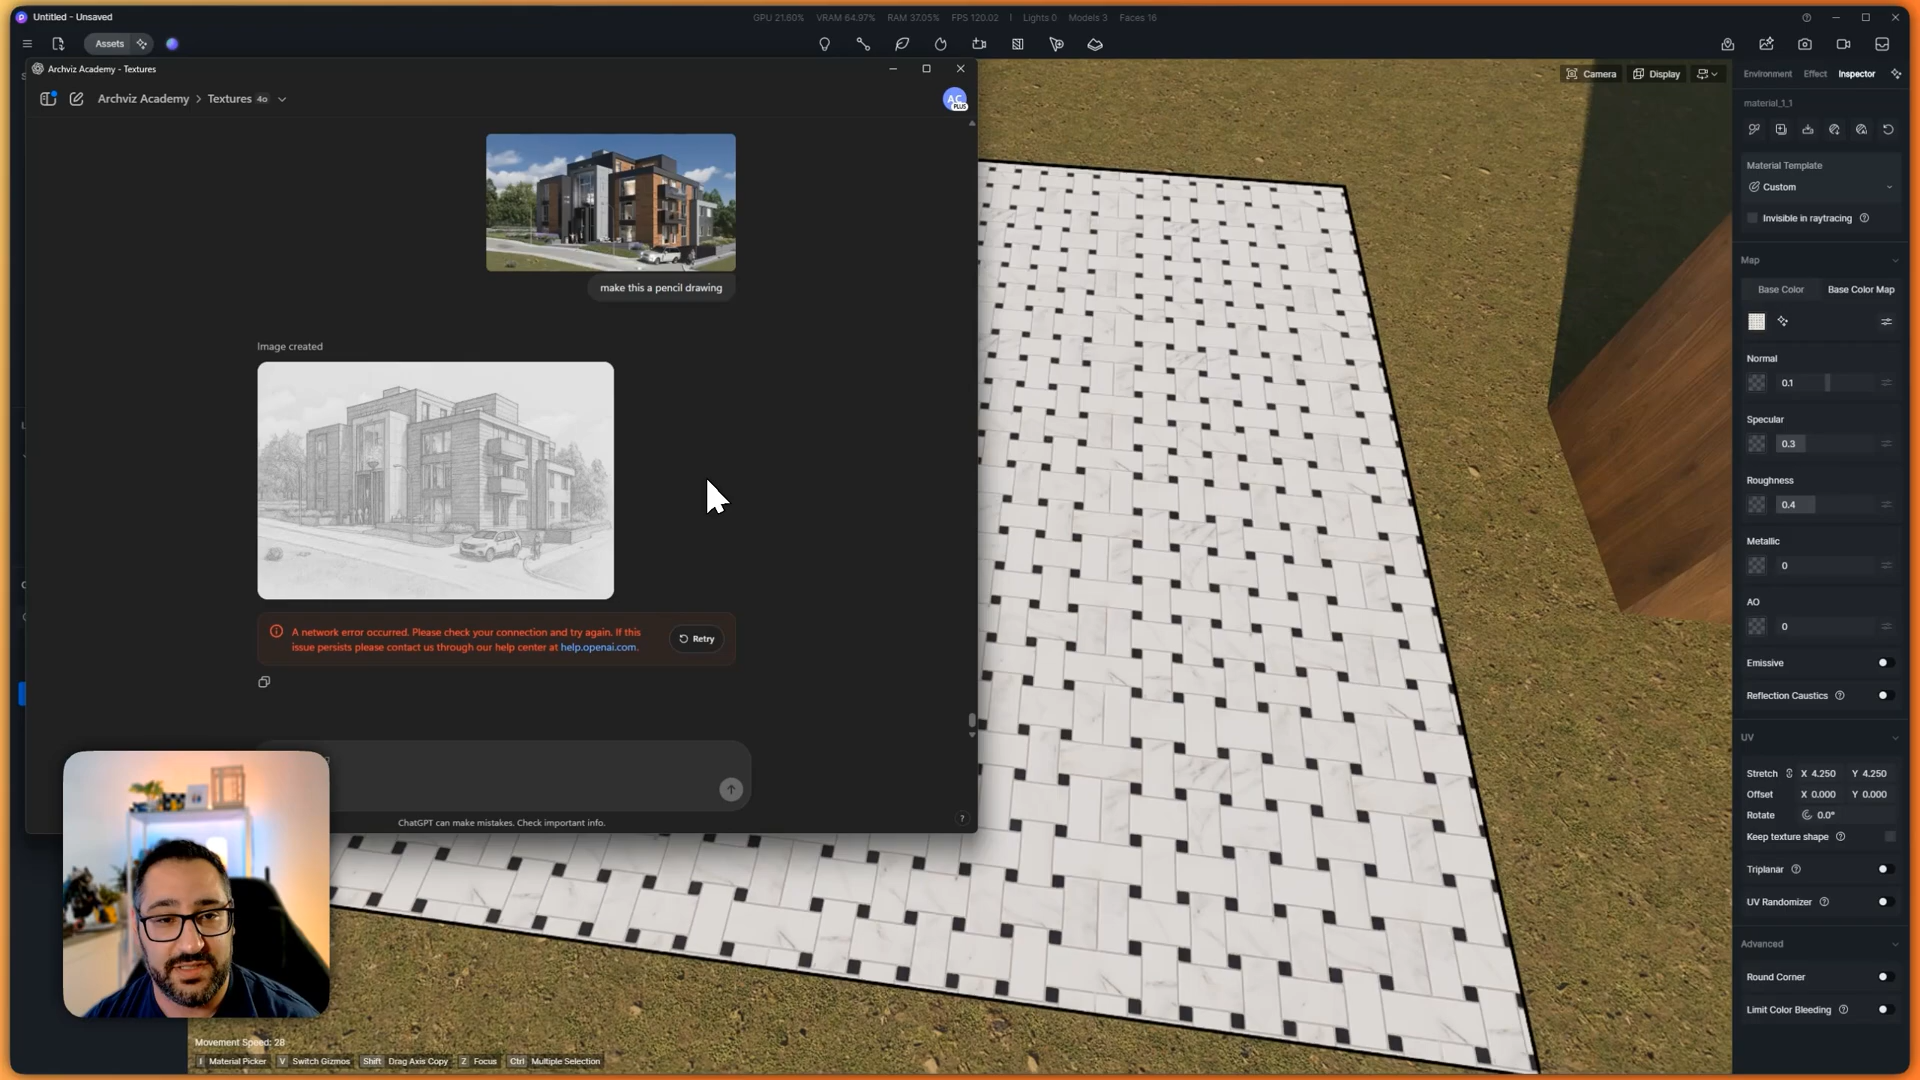 Untitled - Unsaved
GPU 21.60% VRAM 64.97% RAM 37.05% FPS 120.02 | Lights 0 Models 3 Faces 16
Assets
Archviz Academy - Textures
Archviz Academy > Textures 4o
AC
PLUS
make this a pencil drawing
Image created
A network error occurred. Please check your connection and try again. If this
issue persists please contact us through our help center at help.openai.com.
Retry
ChatGPT can make mistakes. Check important info.
?
Movement Speed: 28
I Material Picker V Switch Gizmos Shift Drag Axis Copy - Z Focus Ctrl Multiple Selection
Camera Display
Environment Effect Inspector
material_1_1
Material Template
Custom
Invisible in raytracing
Map
Base Color Base Color Map
Normal
0.1
Specular
0.3
Roughness
0.4
Metallic
0
AO
0
Emissive
Reflection Caustics
UV
Stretch X 4.250 Y 4.250
Offset X 0.000 Y 0.000
Rotate 0.0°
Keep texture shape
Triplanar
UV Randomizer
Advanced
Round Corner
Limit Color Bleeding